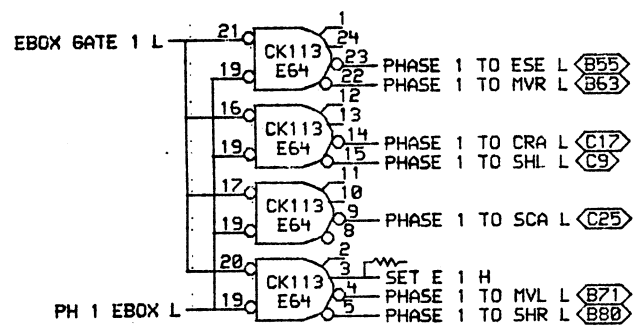 1
EBOX GATE 1 L 21 24
CK113 23 PHASE 1 TO ESE L B55
19 E64 22 PHASE 1 TO MVR L B63
12
16 13
CK113 14 PHASE 1 TO CRA L C17
19 E64 15 PHASE 1 TO SHL L C9
11
17 10
CK113 9 PHASE 1 TO SCA L C25
19 E64 8
2
20 3
CK113 SET E 1 H
4 PHASE 1 TO MVL L B71
PH 1 EBOX L 19 E64 5 PHASE 1 TO SHR L B80